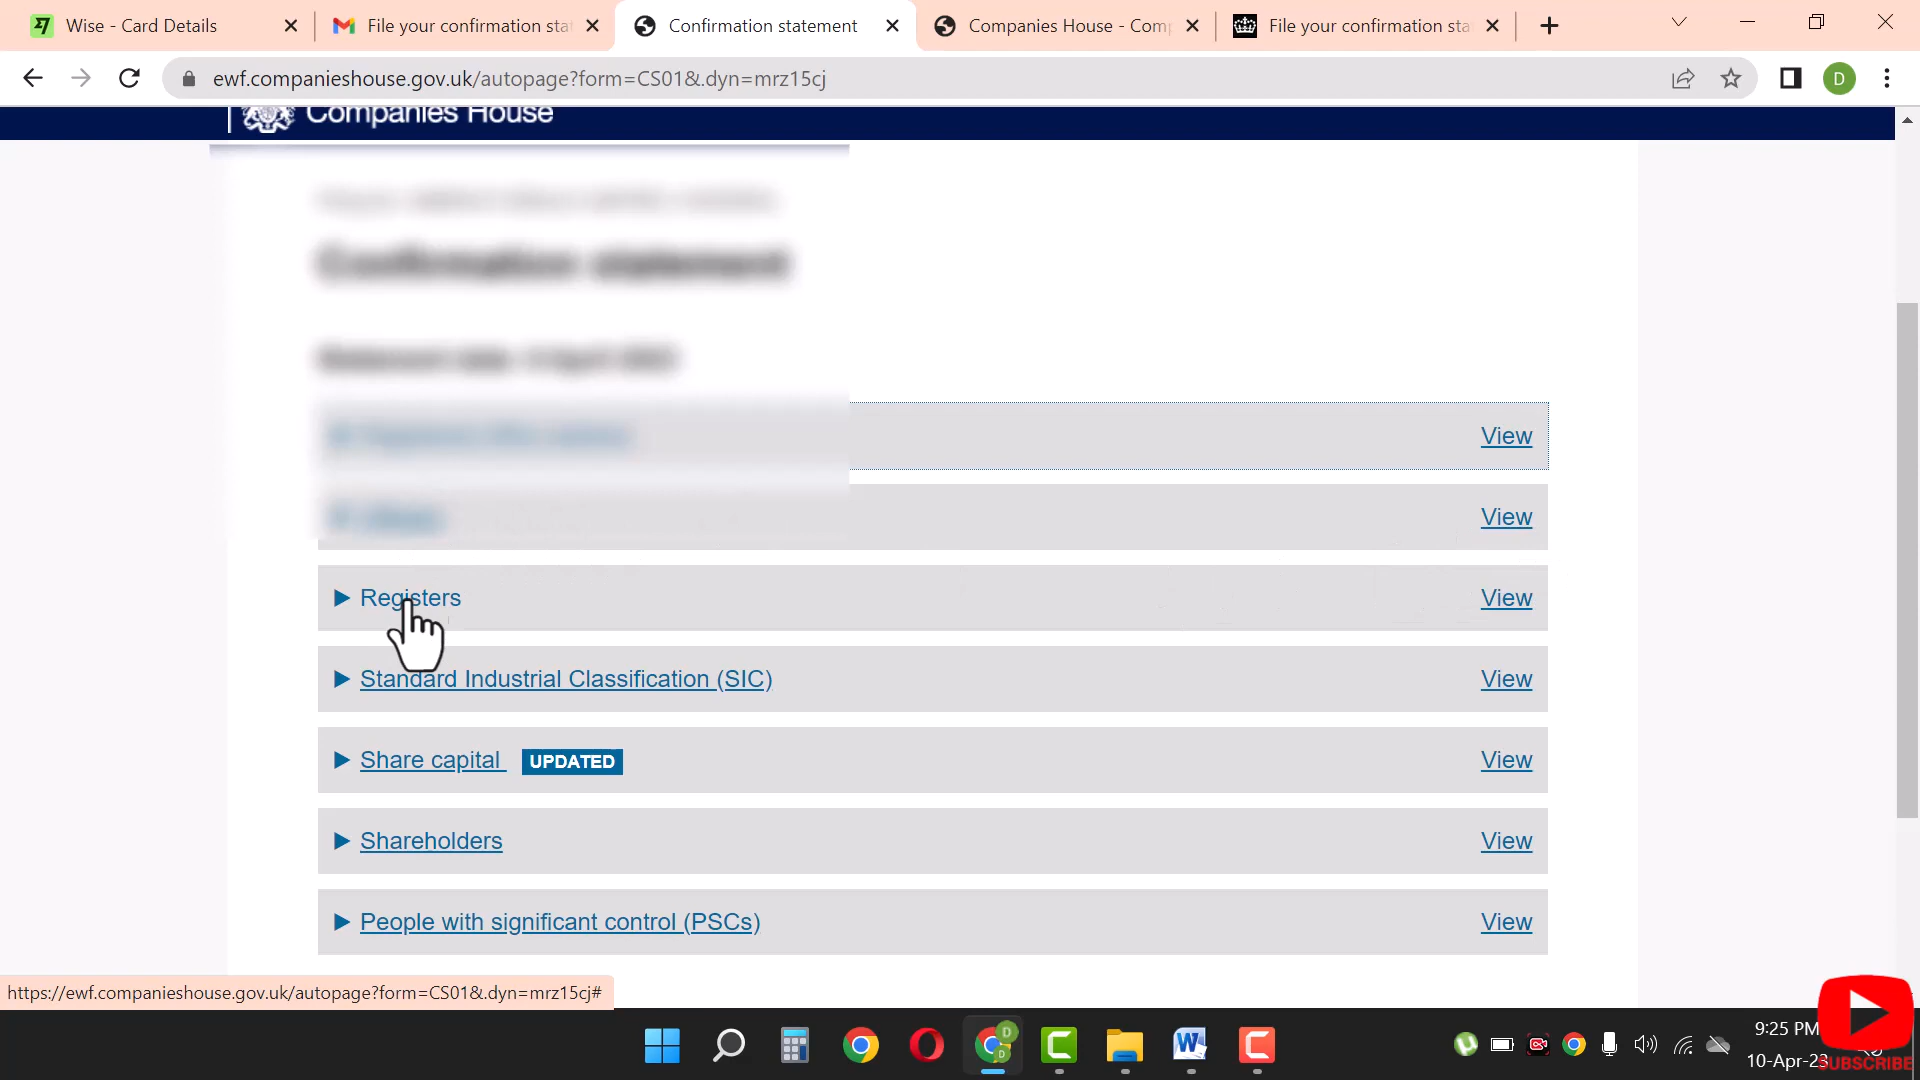 Wise - Card Details
File your confirmation sta
Confirmation statement
Companies House - Comp
File your confirmation sta
ewf.companieshouse.gov.uk/autopage?form=CS01&.dyn=mrz15cj
D
Companies House
Confirmation statement
View
View
Registers View
Standard Industrial Classification (SIC) View
Share capital UPDATED View
Shareholders View
People with significant control (PSCs) View
https://ewf.companieshouse.gov.uk/autopage?form=CS01&.dyn=mrz15cj#
9:25 PM
10-Apr-23
SUBSCRIBE